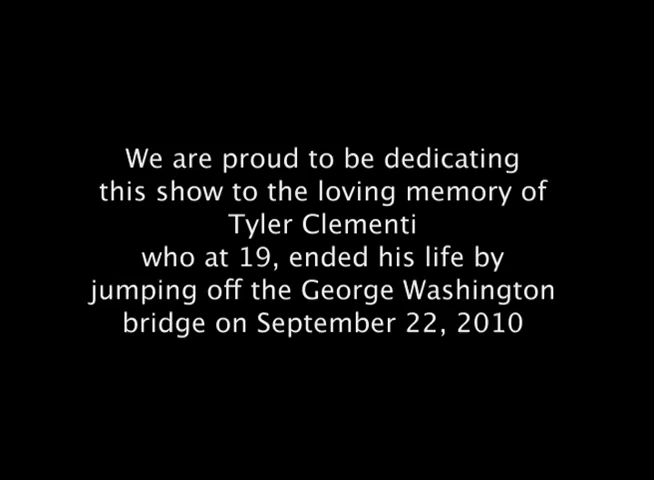 We are proud to be dedicating
this show to the loving memory of
Tyler Clementi
who at 19, ended his life by
jumping off the George Washington
bridge on September 22, 2010